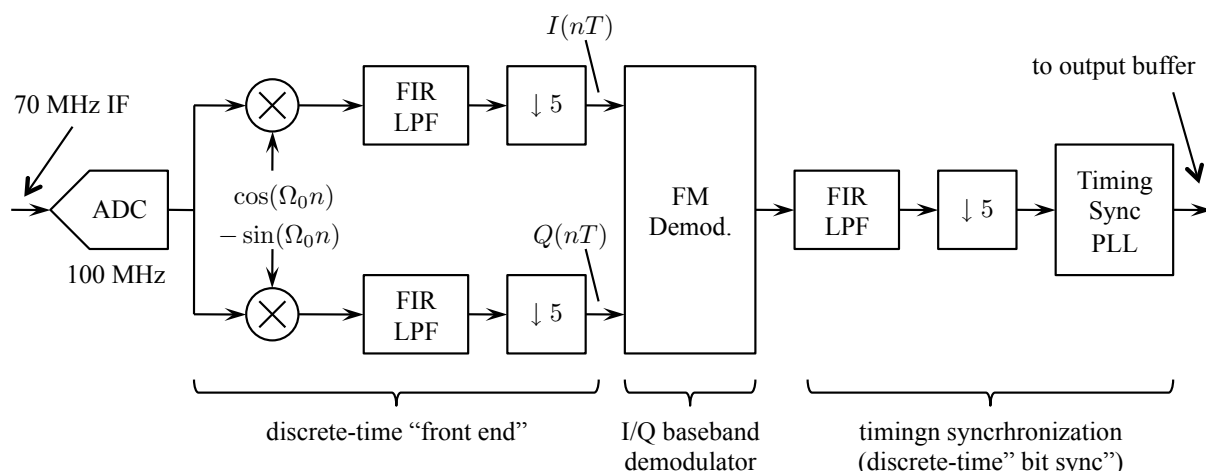 I(nT)
to output buffer
70 MHz IF
FIR
LPF
↓ 5
ADC
cos(Ω₀n)
− sin(Ω₀n)
FM
Demod.
FIR
LPF
↓ 5
Timing
Sync
PLL
100 MHz
Q(nT)
FIR
LPF
↓ 5
discrete-time “front end”
I/Q baseband
demodulator
timingn syncrhronization
(discrete-time” bit sync”)